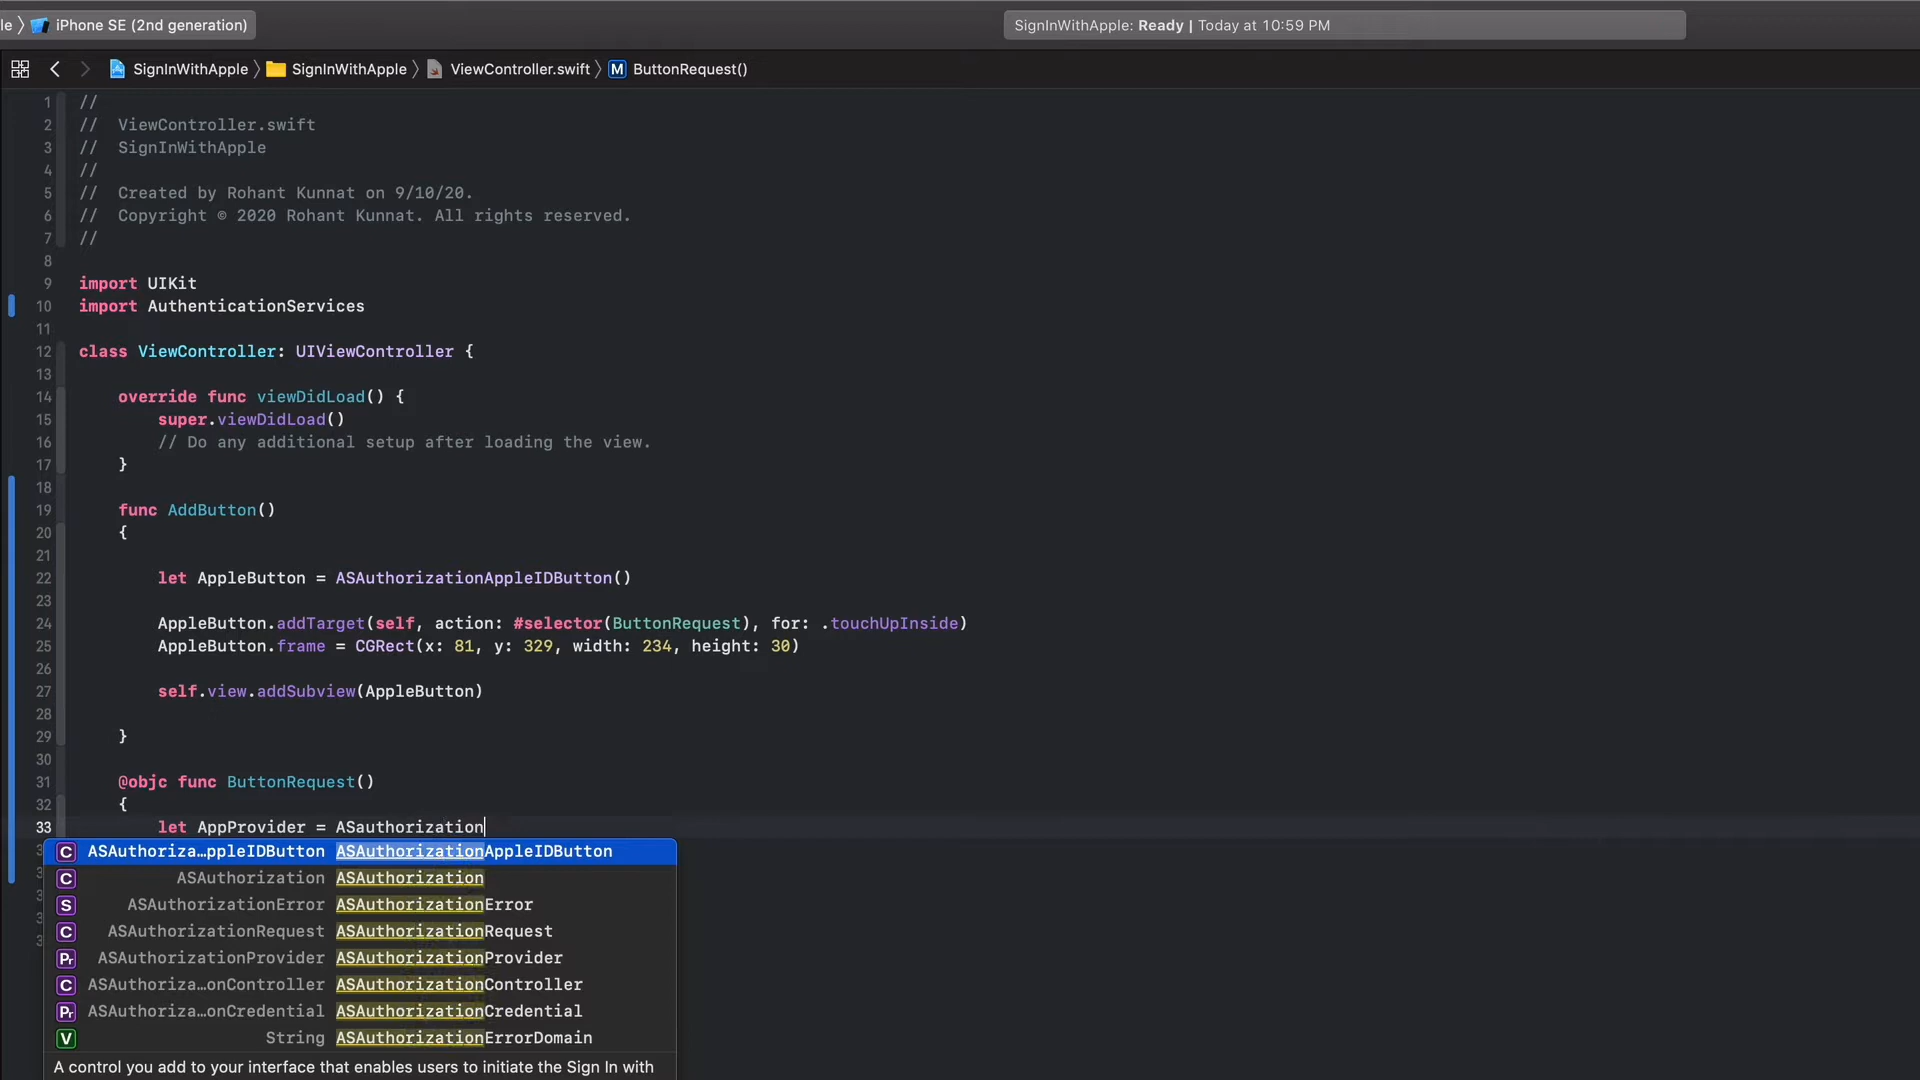 le 〉 iPhone SE (2nd generation)
SignInWithApple: Ready | Today at 10:59 PM
SignInWithApple 〉 SignInWithApple 〉 ViewController.swift 〉 M ButtonRequest()
1 //
2 //  ViewController.swift
3 //  SignInWithApple
4 //
5 //  Created by Rohant Kunnat on 9/10/20.
6 //  Copyright © 2020 Rohant Kunnat. All rights reserved.
7 //
8
9 import UIKit
10 import AuthenticationServices
11
12 class ViewController: UIViewController {
13
14     override func viewDidLoad() {
15         super.viewDidLoad()
16         // Do any additional setup after loading the view.
17     }
18
19     func AddButton()
20     {
21
22         let AppleButton = ASAuthorizationAppleIDButton()
23
24         AppleButton.addTarget(self, action: #selector(ButtonRequest), for: .touchUpInside)
25         AppleButton.frame = CGRect(x: 81, y: 329, width: 234, height: 30)
26
27         self.view.addSubview(AppleButton)
28
29     }
30
31     @objc func ButtonRequest()
32     {
33         let AppProvider = ASauthorization
C ASAuthoriza…ppleIDButton ASAuthorizationAppleIDButton
C ASAuthorization ASAuthorization
S ASAuthorizationError ASAuthorizationError
C ASAuthorizationRequest ASAuthorizationRequest
Pr ASAuthorizationProvider ASAuthorizationProvider
C ASAuthoriza…onController ASAuthorizationController
Pr ASAuthoriza…onCredential ASAuthorizationCredential
V String ASAuthorizationErrorDomain
A control you add to your interface that enables users to initiate the Sign In with